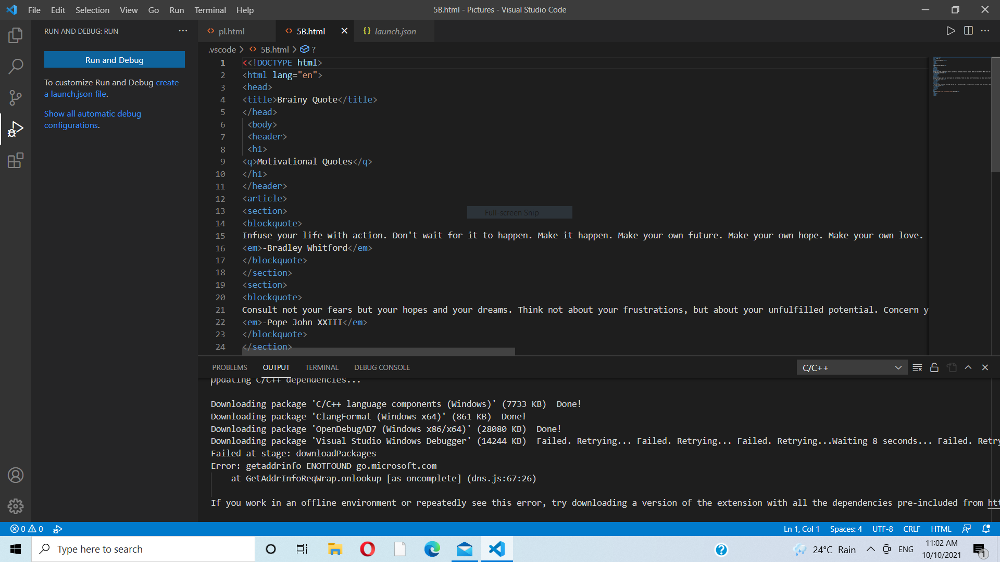 File Edit Selection View Go Run Terminal Help
5B.html - Pictures - Visual Studio Code
RUN AND DEBUG: RUN
Run and Debug
To customize Run and Debug create
a launch.json file.
Show all automatic debug
configurations.
pl.html
5B.html
launch.json
.vscode > 5B.html > ?
1 <<!DOCTYPE html>
2 <html lang="en">
3 <head>
4 <title>Brainy Quote</title>
5 </head>
6 <body>
7 <header>
8 <h1>
9 <q>Motivational Quotes</q>
10 </h1>
11 </header>
12 <article>
13 <section>
Full-screen Snip
14 <blockquote>
15 Infuse your life with action. Don't wait for it to happen. Make it happen. Make your own future. Make your own hope. Make your own love.
16 <em>-Bradley Whitford</em>
17 </blockquote>
18 </section>
19 <section>
20 <blockquote>
21 Consult not your fears but your hopes and your dreams. Think not about your frustrations, but about your unfulfilled potential. Concern y
22 <em>-Pope John XXIII</em>
23 </blockquote>
24 </section>
PROBLEMS OUTPUT TERMINAL DEBUG CONSOLE
C/C++
Updating C/C++ dependencies...
Downloading package 'C/C++ language components (Windows)' (7733 KB)  Done!
Downloading package 'ClangFormat (Windows x64)' (861 KB)  Done!
Downloading package 'OpenDebugAD7 (Windows x86/x64)' (28080 KB)  Done!
Downloading package 'Visual Studio Windows Debugger' (14244 KB)  Failed. Retrying... Failed. Retrying... Failed. Retrying...Waiting 8 seconds... Failed. Retry
Failed at stage: downloadPackages
Error: getaddrinfo ENOTFOUND go.microsoft.com
at GetAddrInfoReqWrap.onlookup [as oncomplete] (dns.js:67:26)
If you work in an offline environment or repeatedly see this error, try downloading a version of the extension with all the dependencies pre-included from htt
0 0
Ln 1, Col 1 Spaces: 4 UTF-8 CRLF HTML
Type here to search
24°C Rain
ENG
11:02 AM
10/10/2021
1